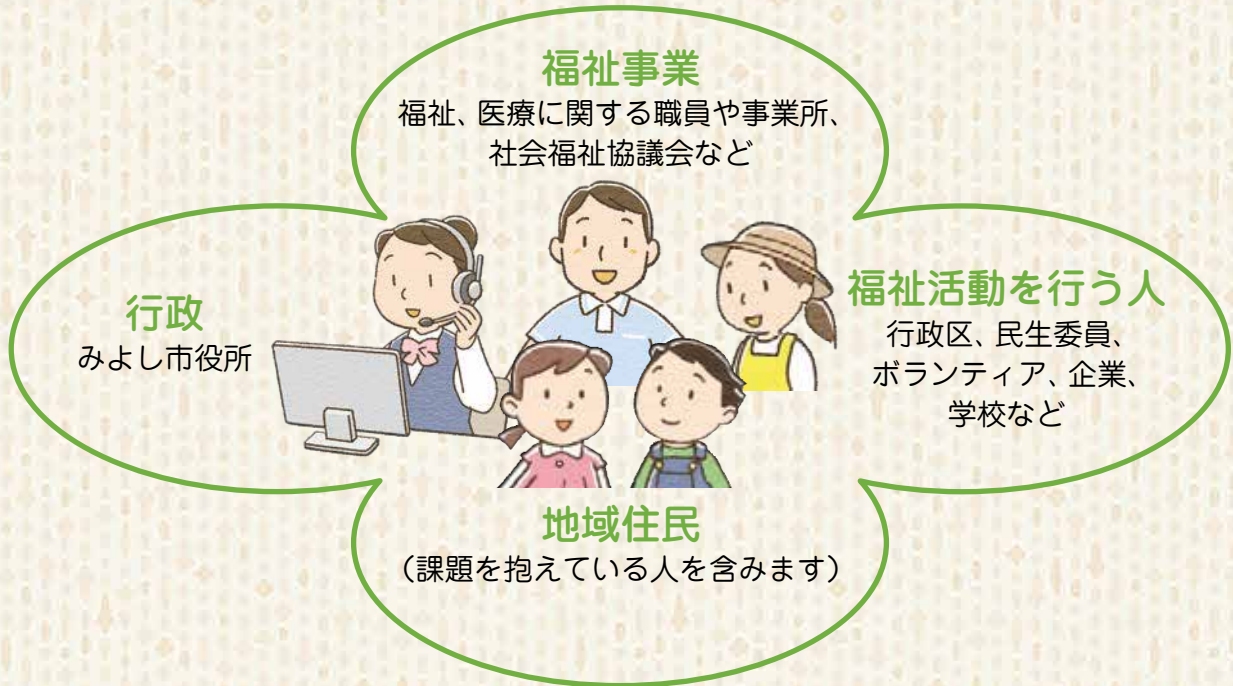 福祉事業
福祉、医療に関する職員や事業所、
社会福祉協議会など
行政
みよし市役所
福祉活動を行う人
行政区、民生委員、
ボランティア、企業、
学校など
地域住民
（課題を抱えている人を含みます）